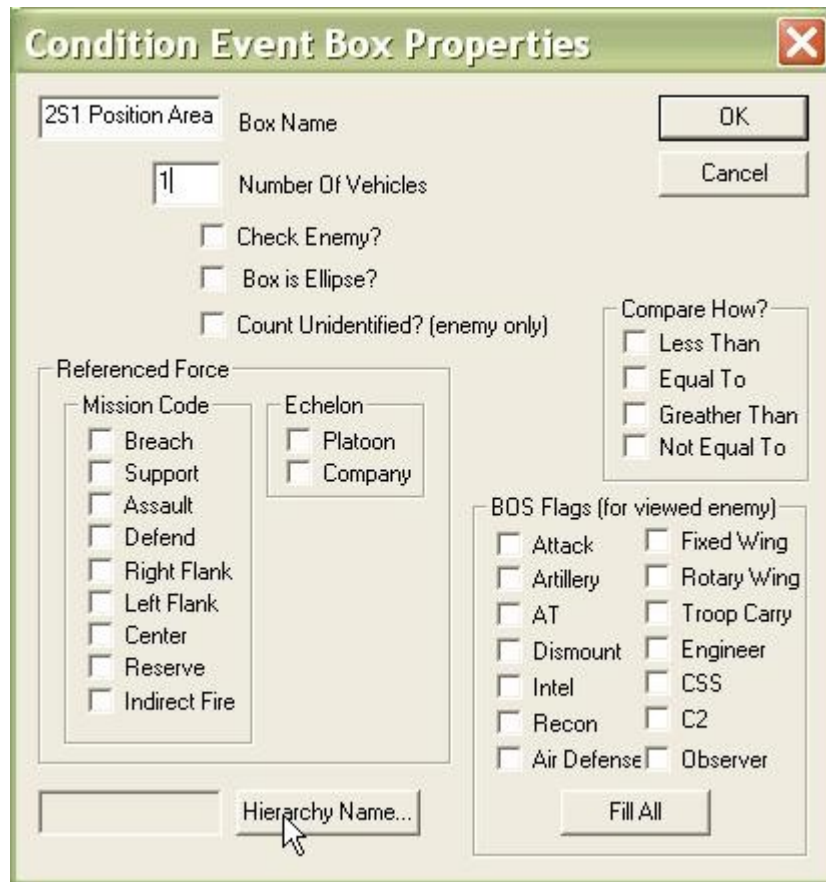 Condition Event Box Properties
2S1 Position Area
Box Name
OK
1
Number Of Vehicles
Cancel
Check Enemy?
Box is Ellipse?
Count Unidentified? (enemy only)
Compare How?
Less Than
Equal To
Greather Than
Not Equal To
Referenced Force
Mission Code
Breach
Support
Assault
Defend
Right Flank
Left Flank
Center
Reserve
Indirect Fire
Echelon
Platoon
Company
BOS Flags (for viewed enemy)
Attack
Artillery
AT
Dismount
Intel
Recon
Air Defense
Fixed Wing
Rotary Wing
Troop Carry
Engineer
CSS
C2
Observer
Fill All
Hierarchy Name...